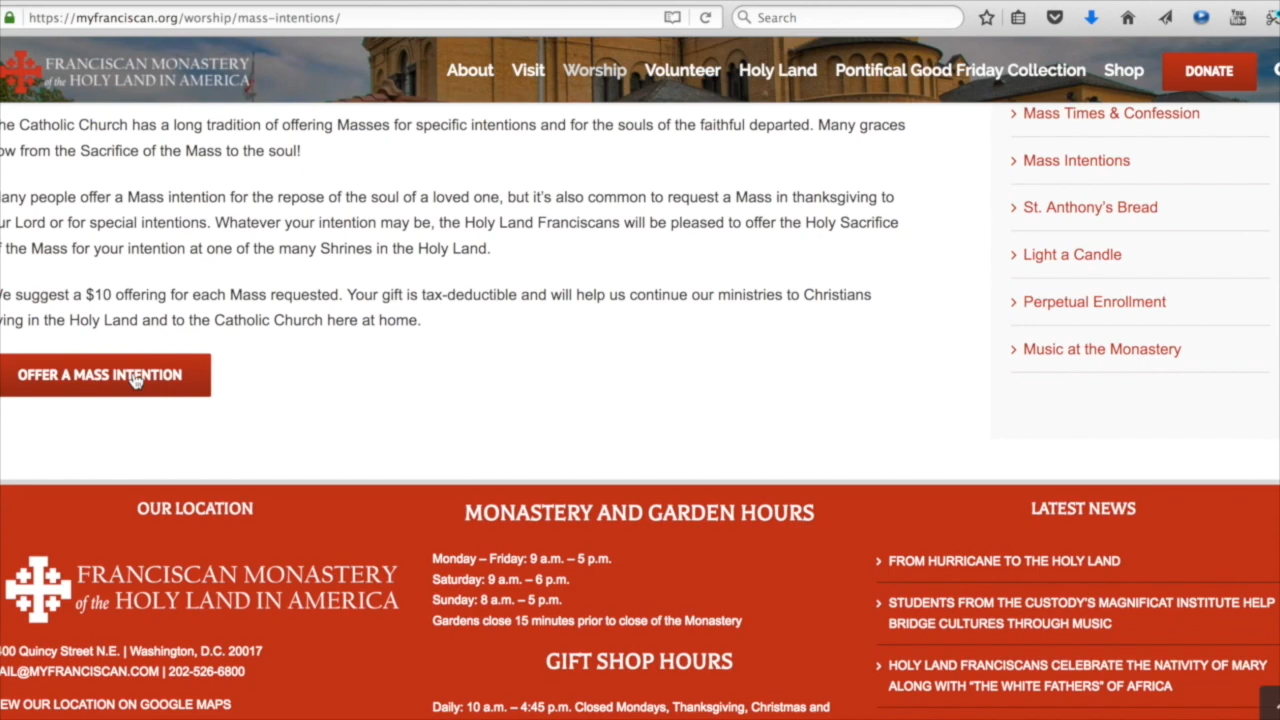 https://myfranciscan.org/worship/mass-intentions/
Search
You
Tube
FRANCISCAN MONASTERY
of the HOLY LAND IN AMERICA
About Visit Worship Volunteer Holy Land Pontifical Good Friday Collection Shop DONATE
he Catholic Church has a long tradition of offering Masses for specific intentions and for the souls of the faithful departed. Many graces
ow from the Sacrifice of the Mass to the soul!
any people offer a Mass intention for the repose of the soul of a loved one, but it's also common to request a Mass in thanksgiving to
ur Lord or for special intentions. Whatever your intention may be, the Holy Land Franciscans will be pleased to offer the Holy Sacrifice
f the Mass for your intention at one of the many Shrines in the Holy Land.
e suggest a $10 offering for each Mass requested. Your gift is tax-deductible and will help us continue our ministries to Christians
ving in the Holy Land and to the Catholic Church here at home.
OFFER A MASS INTENTION
Mass Times & Confession
Mass Intentions
St. Anthony's Bread
Light a Candle
Perpetual Enrollment
Music at the Monastery
OUR LOCATION
FRANCISCAN MONASTERY
of the HOLY LAND IN AMERICA
400 Quincy Street N.E. | Washington, D.C. 20017
AIL@MYFRANCISCAN.COM | 202-526-6800
EW OUR LOCATION ON GOOGLE MAPS
MONASTERY AND GARDEN HOURS
Monday – Friday: 9 a.m. – 5 p.m.
Saturday: 9 a.m. – 6 p.m.
Sunday: 8 a.m. – 5 p.m.
Gardens close 15 minutes prior to close of the Monastery
GIFT SHOP HOURS
Daily: 10 a.m. – 4:45 p.m. Closed Mondays, Thanksgiving, Christmas and
LATEST NEWS
FROM HURRICANE TO THE HOLY LAND
STUDENTS FROM THE CUSTODY'S MAGNIFICAT INSTITUTE HELP
BRIDGE CULTURES THROUGH MUSIC
HOLY LAND FRANCISCANS CELEBRATE THE NATIVITY OF MARY
ALONG WITH "THE WHITE FATHERS" OF AFRICA